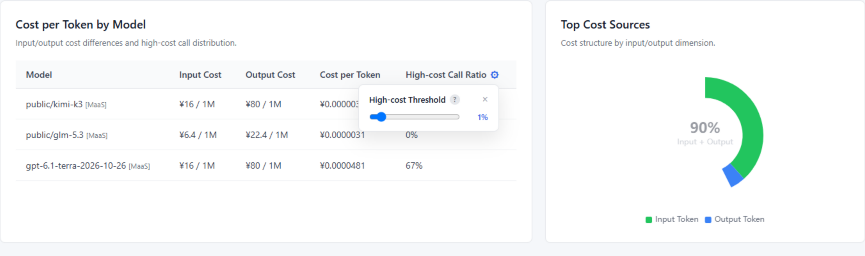 Cost per Token by Model
Input/output cost differences and high-cost call distribution.
Model Input Cost Output Cost Cost per Token High-cost Call Ratio
public/kimi-k3 [MaaS] ¥16 / 1M ¥80 / 1M
High-cost Threshold ? ×
1%
public/glm-5.3 [MaaS] ¥6.4 / 1M ¥22.4 / 1M ¥0.0000031 0%
gpt-6.1-terra-2026-10-26 [MaaS] ¥16 / 1M ¥80 / 1M ¥0.0000481 67%
Top Cost Sources
Cost structure by input/output dimension.
90%
Input + Output
Input Token Output Token